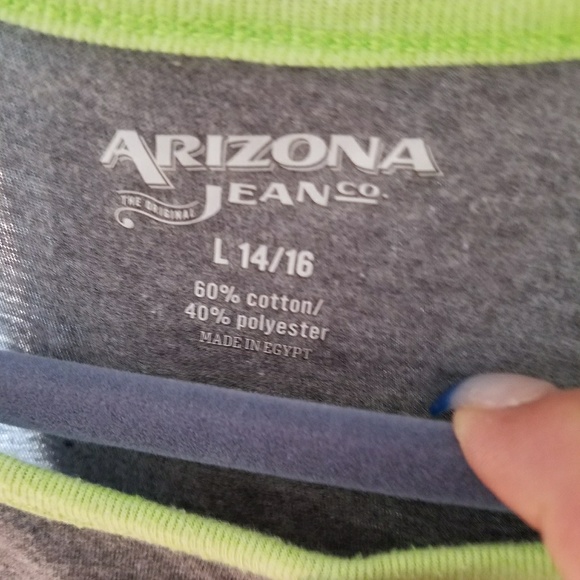 ARIZONA
THE ORIGINAL JEAN CO.
L 14/16
60% cotton/
40% polyester
MADE IN EGYPT